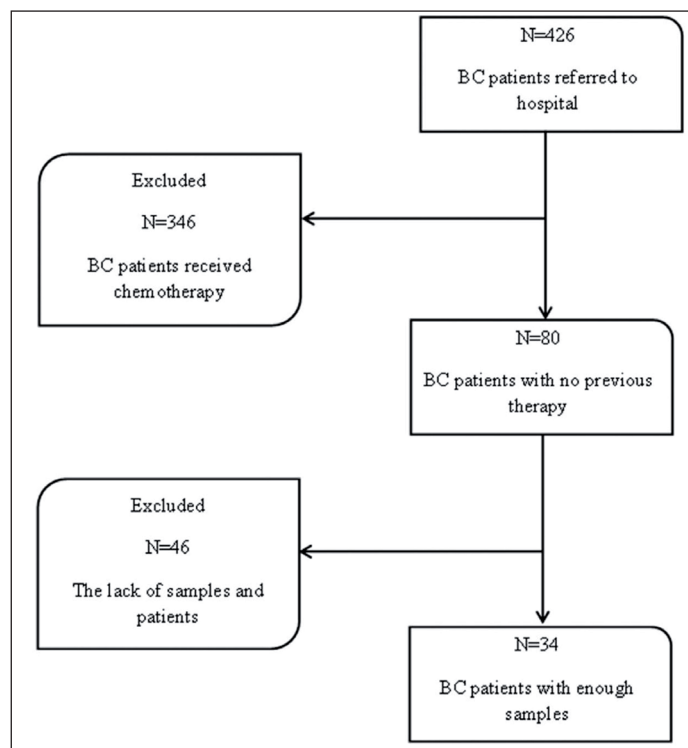 N=426
BC patients referred to
hospital
Excluded
N=346
BC patients received
chemotherapy
N=80
BC patients with no previous
therapy
Excluded
N=46
The lack of samples and
patients
N=34
BC patients with enough
samples